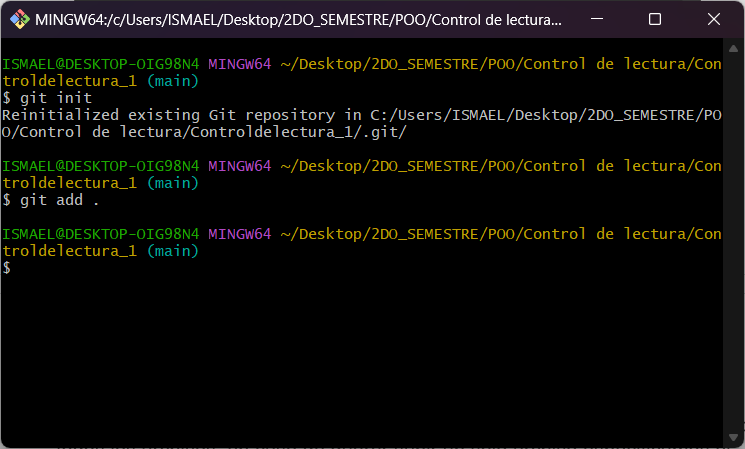 MINGW64:/c/Users/ISMAEL/Desktop/2DO_SEMESTRE/POO/Control de lectura...
ISMAEL@DESKTOP-OIG98N4 MINGW64 ~/Desktop/2DO_SEMESTRE/POO/Control de lectura/Con
troldelectura_1 (main)
$ git init
Reinitialized existing Git repository in C:/Users/ISMAEL/Desktop/2DO_SEMESTRE/PO
O/Control de lectura/Controldelectura_1/.git/
ISMAEL@DESKTOP-OIG98N4 MINGW64 ~/Desktop/2DO_SEMESTRE/POO/Control de lectura/Con
troldelectura_1 (main)
$ git add .
ISMAEL@DESKTOP-OIG98N4 MINGW64 ~/Desktop/2DO_SEMESTRE/POO/Control de lectura/Con
troldelectura_1 (main)
$